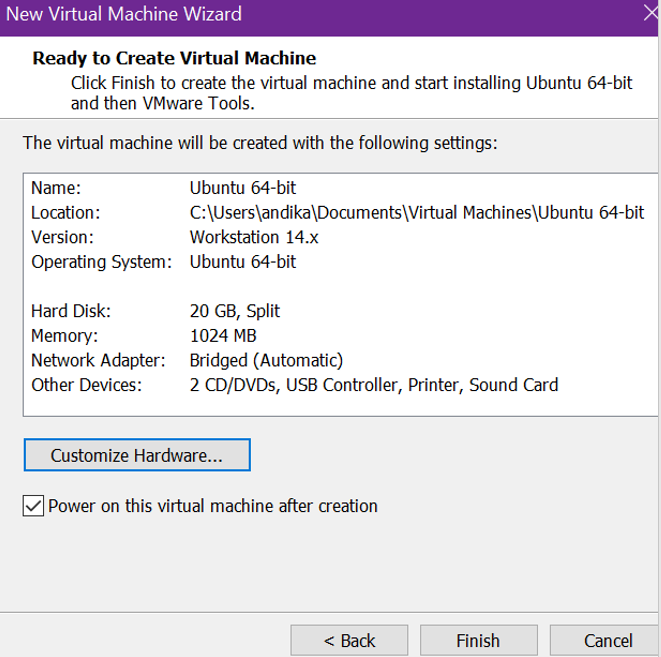 New Virtual Machine Wizard
Ready to Create Virtual Machine
Click Finish to create the virtual machine and start installing Ubuntu 64-bit
and then VMware Tools.
The virtual machine will be created with the following settings:
Name: Ubuntu 64-bit
Location: C:\Users\andika\Documents\Virtual Machines\Ubuntu 64-bit
Version: Workstation 14.x
Operating System: Ubuntu 64-bit
Hard Disk: 20 GB, Split
Memory: 1024 MB
Network Adapter: Bridged (Automatic)
Other Devices: 2 CD/DVDs, USB Controller, Printer, Sound Card
Customize Hardware...
Power on this virtual machine after creation
< Back Finish Cancel